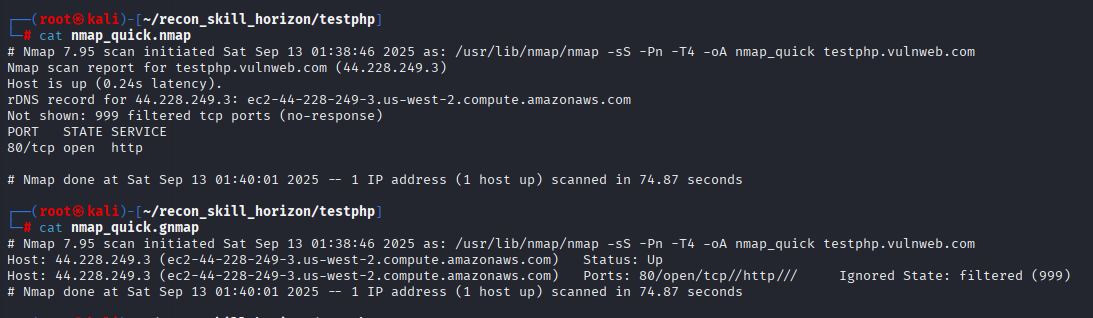 ┌──(root㉿kali)-[~/recon_skill_horizon/testphp]
└─# cat nmap_quick.nmap
# Nmap 7.95 scan initiated Sat Sep 13 01:38:46 2025 as: /usr/lib/nmap/nmap -sS -Pn -T4 -oA nmap_quick testphp.vulnweb.com
Nmap scan report for testphp.vulnweb.com (44.228.249.3)
Host is up (0.24s latency).
rDNS record for 44.228.249.3: ec2-44-228-249-3.us-west-2.compute.amazonaws.com
Not shown: 999 filtered tcp ports (no-response)
PORT   STATE SERVICE
80/tcp open  http
# Nmap done at Sat Sep 13 01:40:01 2025 -- 1 IP address (1 host up) scanned in 74.87 seconds
┌──(root㉿kali)-[~/recon_skill_horizon/testphp]
└─# cat nmap_quick.gnmap
# Nmap 7.95 scan initiated Sat Sep 13 01:38:46 2025 as: /usr/lib/nmap/nmap -sS -Pn -T4 -oA nmap_quick testphp.vulnweb.com
Host: 44.228.249.3 (ec2-44-228-249-3.us-west-2.compute.amazonaws.com)   Status: Up
Host: 44.228.249.3 (ec2-44-228-249-3.us-west-2.compute.amazonaws.com)   Ports: 80/open/tcp//http///     Ignored State: filtered (999)
# Nmap done at Sat Sep 13 01:40:01 2025 -- 1 IP address (1 host up) scanned in 74.87 seconds